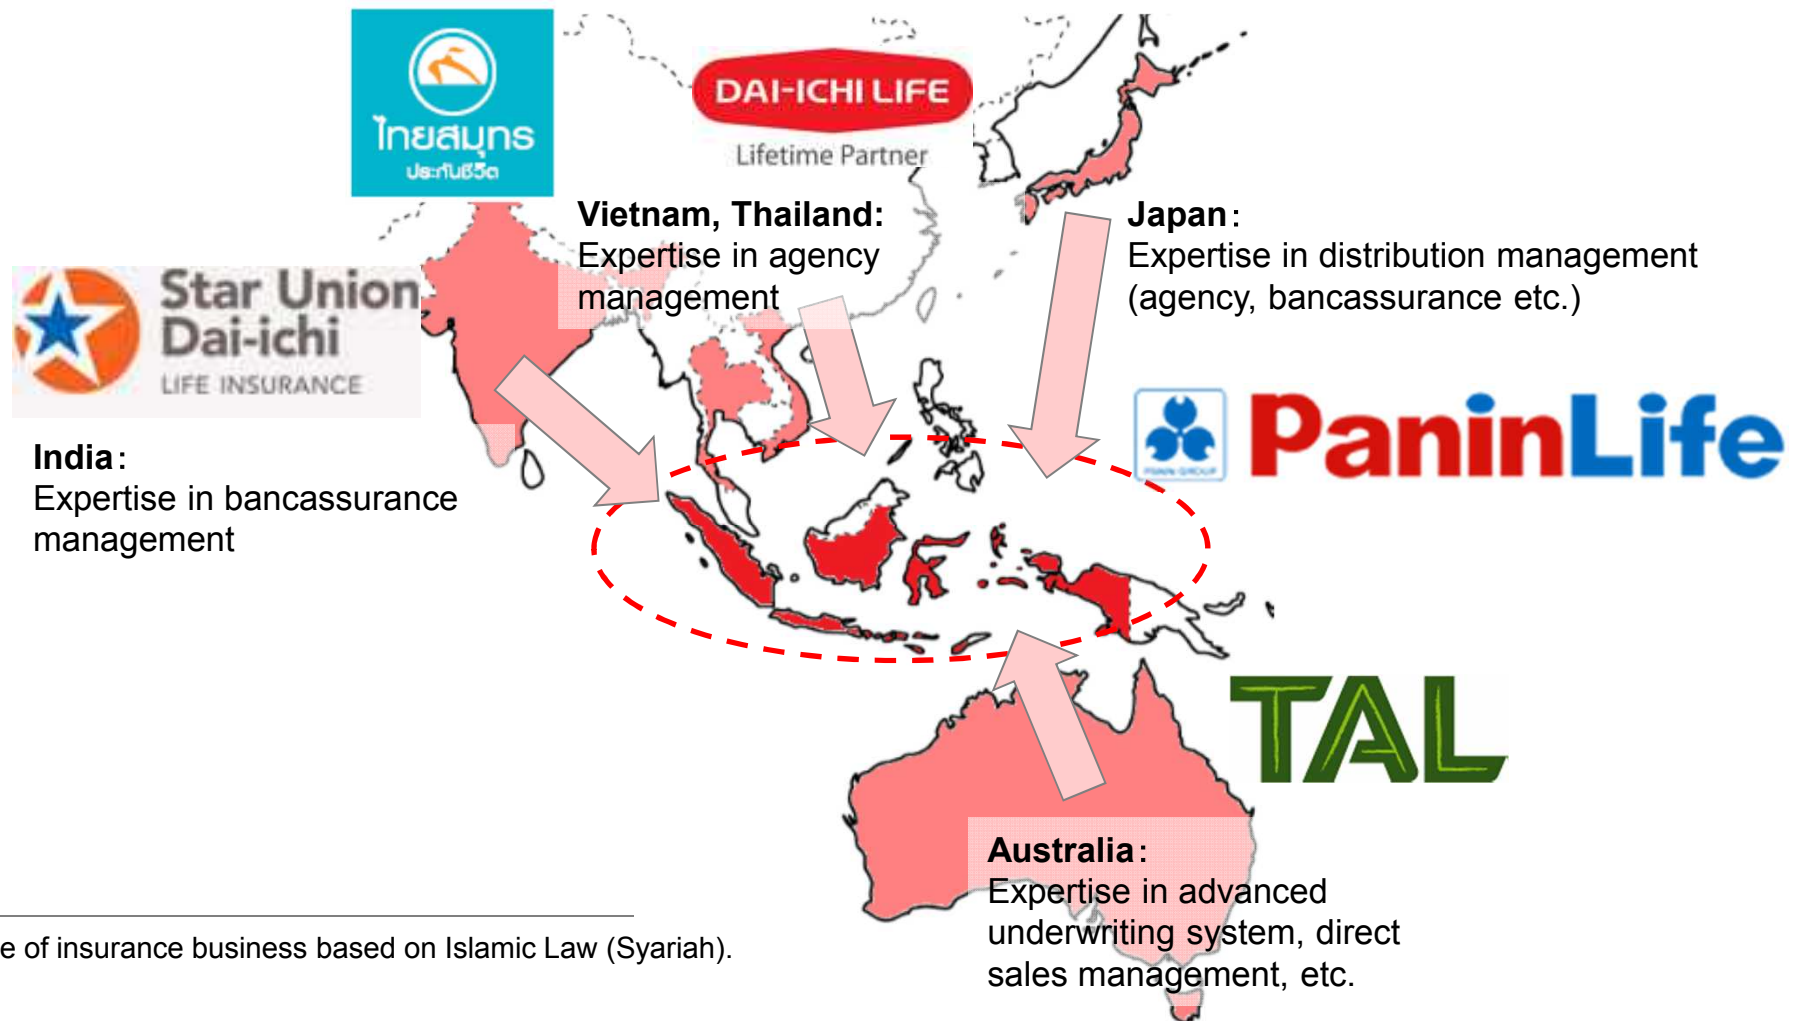 ไทยสมุทร
ประกันชีวิต
DAI-ICHI LIFE
Lifetime Partner
Vietnam, Thailand:
Expertise in agency
management
Japan：
Expertise in distribution management
(agency, bancassurance etc.)
Star Union
Dai-ichi
LIFE INSURANCE
PANIN GROUP
PaninLife
India：
Expertise in bancassurance
management
TAL
Australia：
Expertise in advanced
underwriting system, direct
sales management, etc.
e of insurance business based on Islamic Law (Syariah).